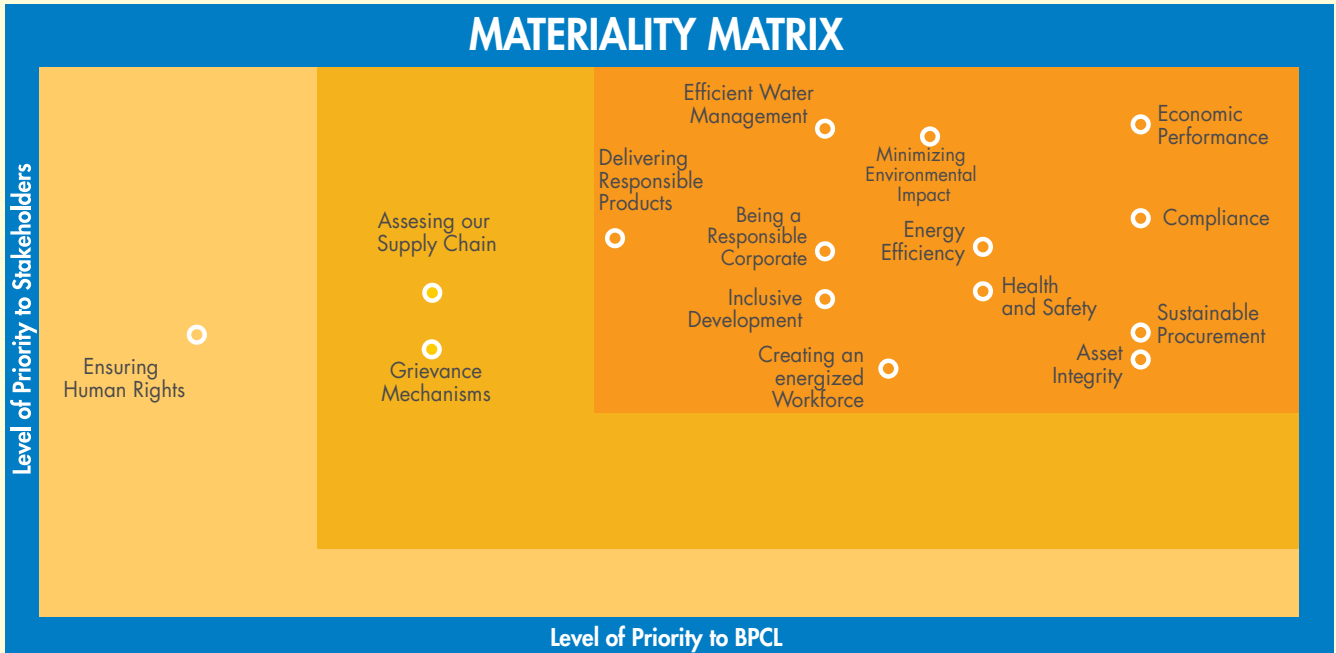 MATERIALITY MATRIX
Level of Priority to Stakeholders
Efficient Water
Management
Economic
Performance
Minimizing
Environmental
Impact
Delivering
Responsible
Products
Assesing our
Supply Chain
Being a
Responsible
Corporate
Energy
Efficiency
Compliance
Inclusive
Development
Health
and Safety
Sustainable
Procurement
Asset
Integrity
Creating an
energized
Workforce
Ensuring
Human Rights
Grievance
Mechanisms
Level of Priority to BPCL